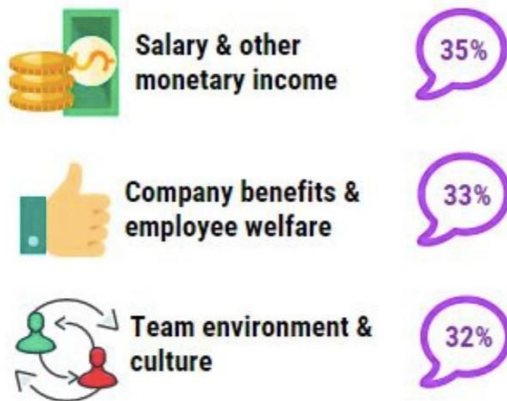 Salary & other
monetary income
35%
Company benefits &
employee welfare
33%
Team environment &
culture
32%